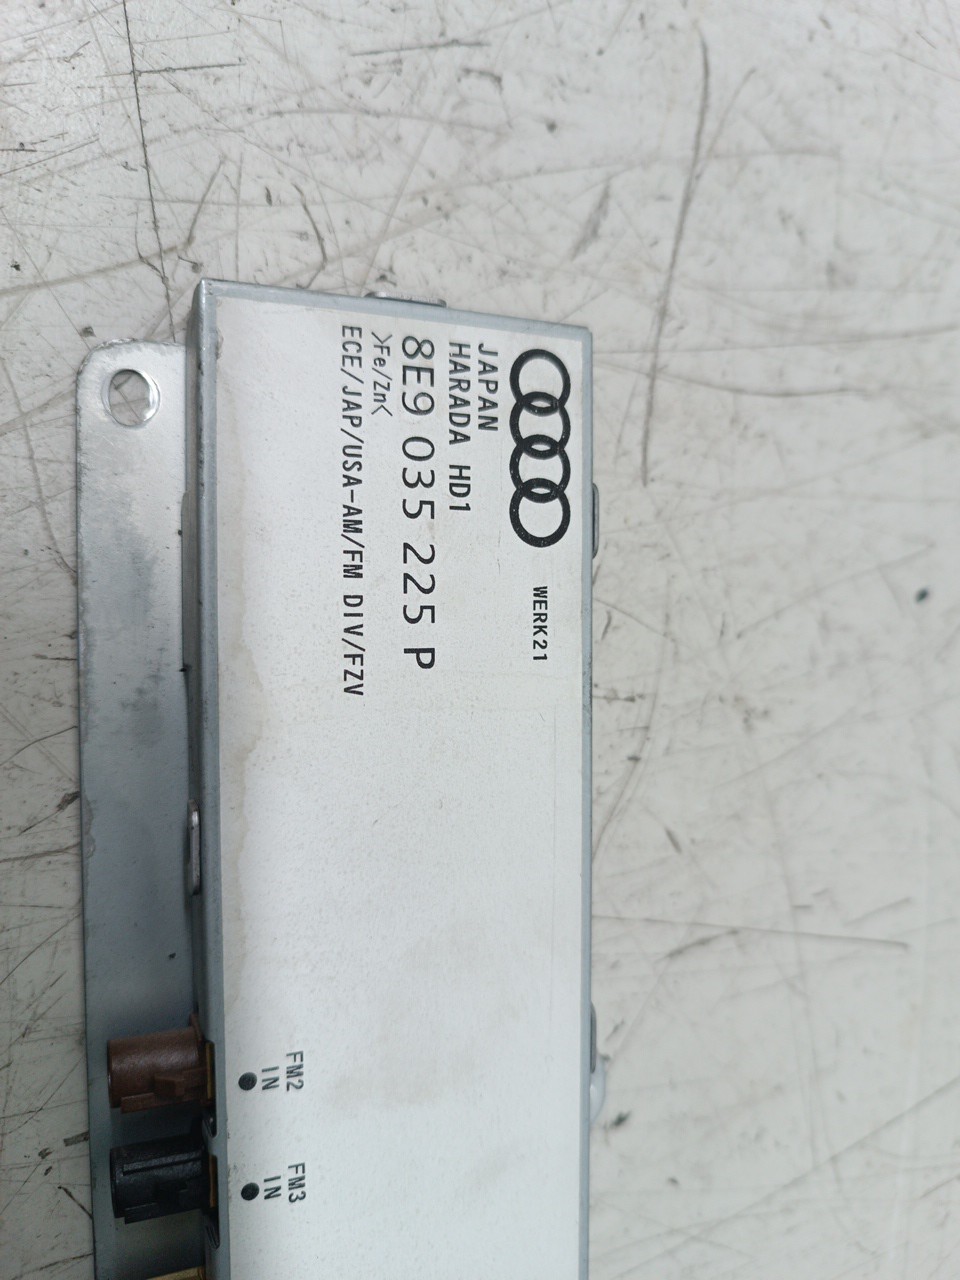 WERK21
JAPAN
HARADA HD1
8E9 035 225 P
>Fe/Zn<
ECE/JAP/USA-AM/FM DIV/FZV
FM2
IN
FM3
IN